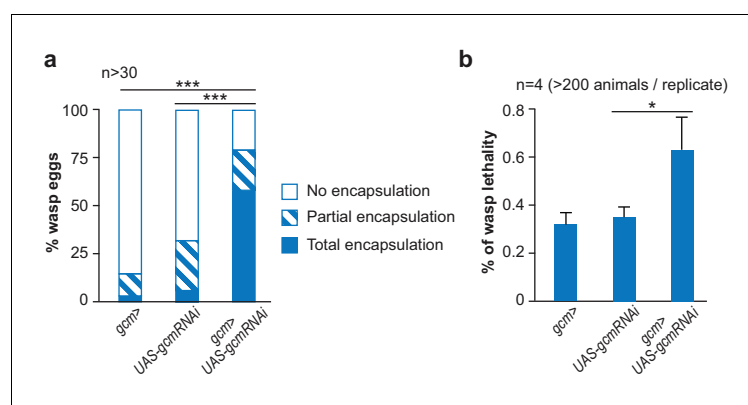 a
n>30
***
***
100
75
50
25
0
% wasp eggs
gcm>
UAS-gcmRNAi
gcm>
UAS-gcmRNAi
No encapsulation
Partial encapsulation
Total encapsulation
b
n=4 (>200 animals / replicate)
*
0.8
0.6
0.4
0.2
0
% of wasp lethality
gcm>
UAS-gcmRNAi
gcm>
UAS-gcmRNAi